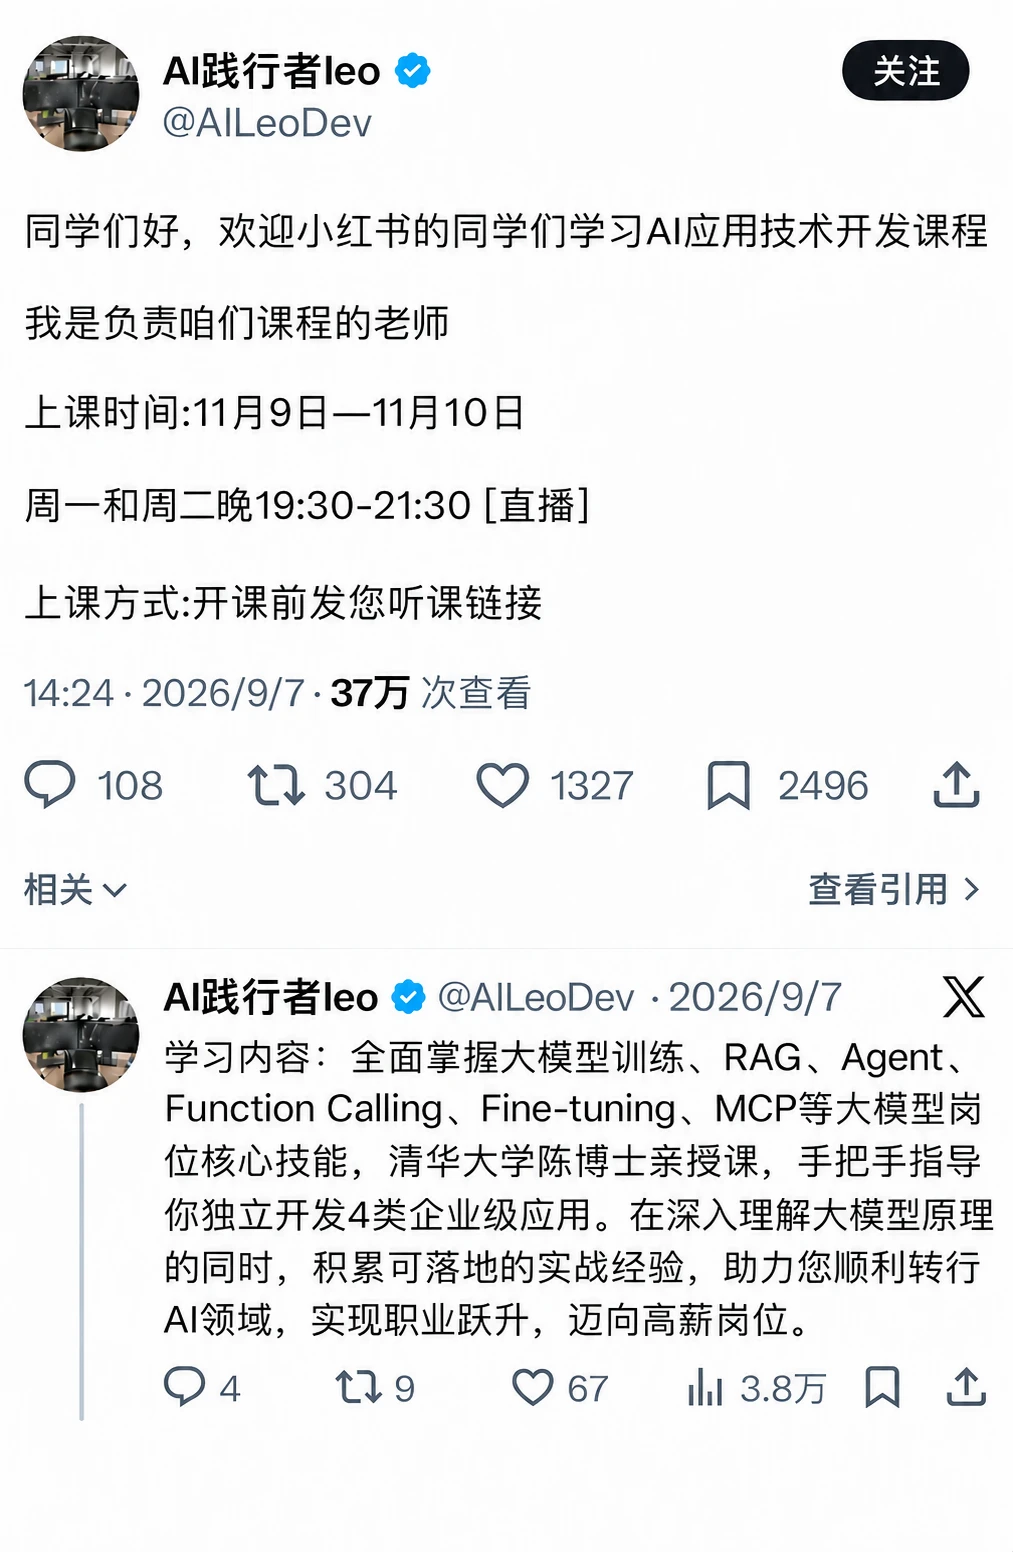 AI践行者leo
关注
@AILeoDev
同学们好，欢迎小红书的同学们学习AI应用技术开发课程
我是负责咱们课程的老师
上课时间:11月9日—11月10日
周一和周二晚19:30-21:30 [直播]
上课方式:开课前发您听课链接
14:24 · 2026/9/7 · 37万 次查看
108 304 1327 2496
相关 查看引用
AI践行者leo @AILeoDev · 2026/9/7
学习内容：全面掌握大模型训练、RAG、Agent、
Function Calling、Fine-tuning、MCP等大模型岗
位核心技能，清华大学陈博士亲授课，手把手指导
你独立开发4类企业级应用。在深入理解大模型原理
的同时，积累可落地的实战经验，助力您顺利转行
AI领域，实现职业跃升，迈向高薪岗位。
4 9 67 3.8万